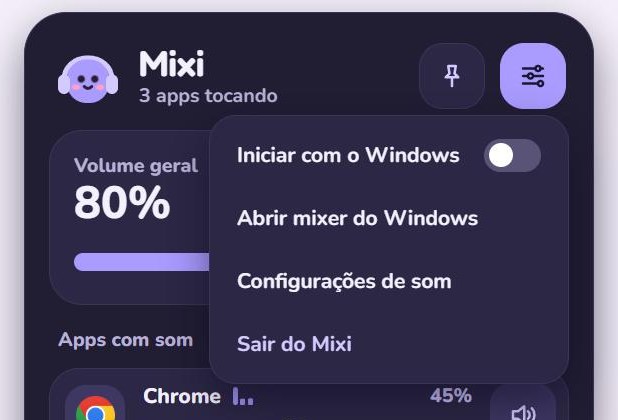 Mixi
3 apps tocando
Volume geral
80%
Iniciar com o Windows
Abrir mixer do Windows
Configurações de som
Sair do Mixi
Apps com som
Chrome
45%